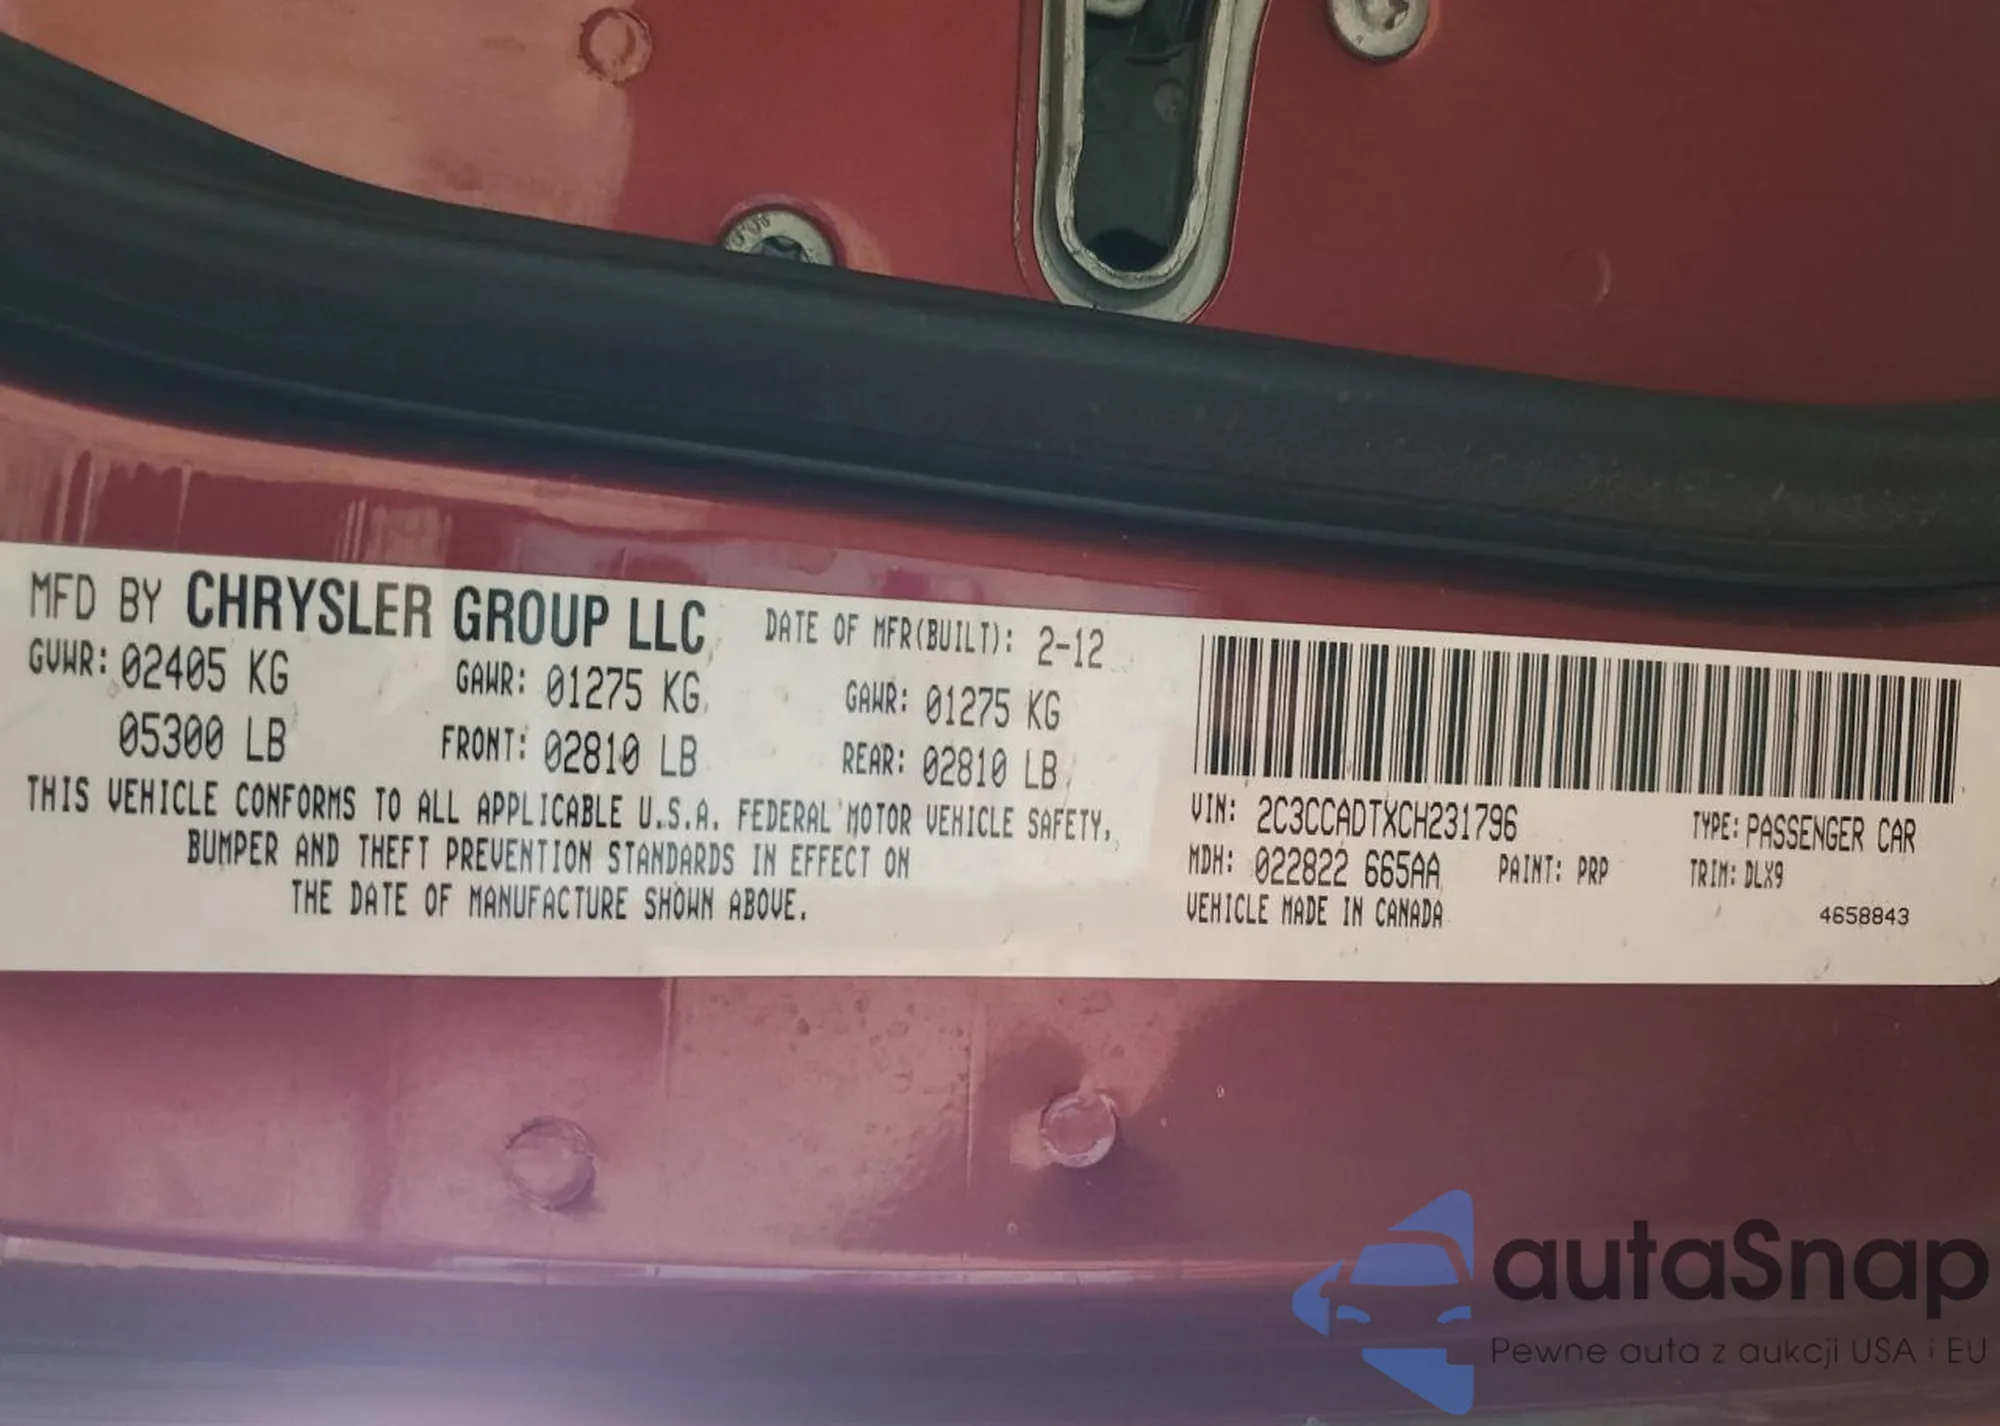 MFD BY CHRYSLER GROUP LLC DATE OF MFR(BUILT): 2-12
GVWR: 02405 KG GAWR: 01275 KG GAWR: 01275 KG
05300 LB FRONT: 02810 LB REAR: 02810 LB
THIS VEHICLE CONFORMS TO ALL APPLICABLE U.S.A. FEDERAL MOTOR VEHICLE SAFETY,
BUMPER AND THEFT PREVENTION STANDARDS IN EFFECT ON
THE DATE OF MANUFACTURE SHOWN ABOVE.
VIN: 2C3CCADTXCH231796 TYPE: PASSENGER CAR
MDH: 022822 665AA PAINT: PRP TRIM: DLX9
VEHICLE MADE IN CANADA 4658843
autaSnap
Pewne auta z aukcji USA i EU